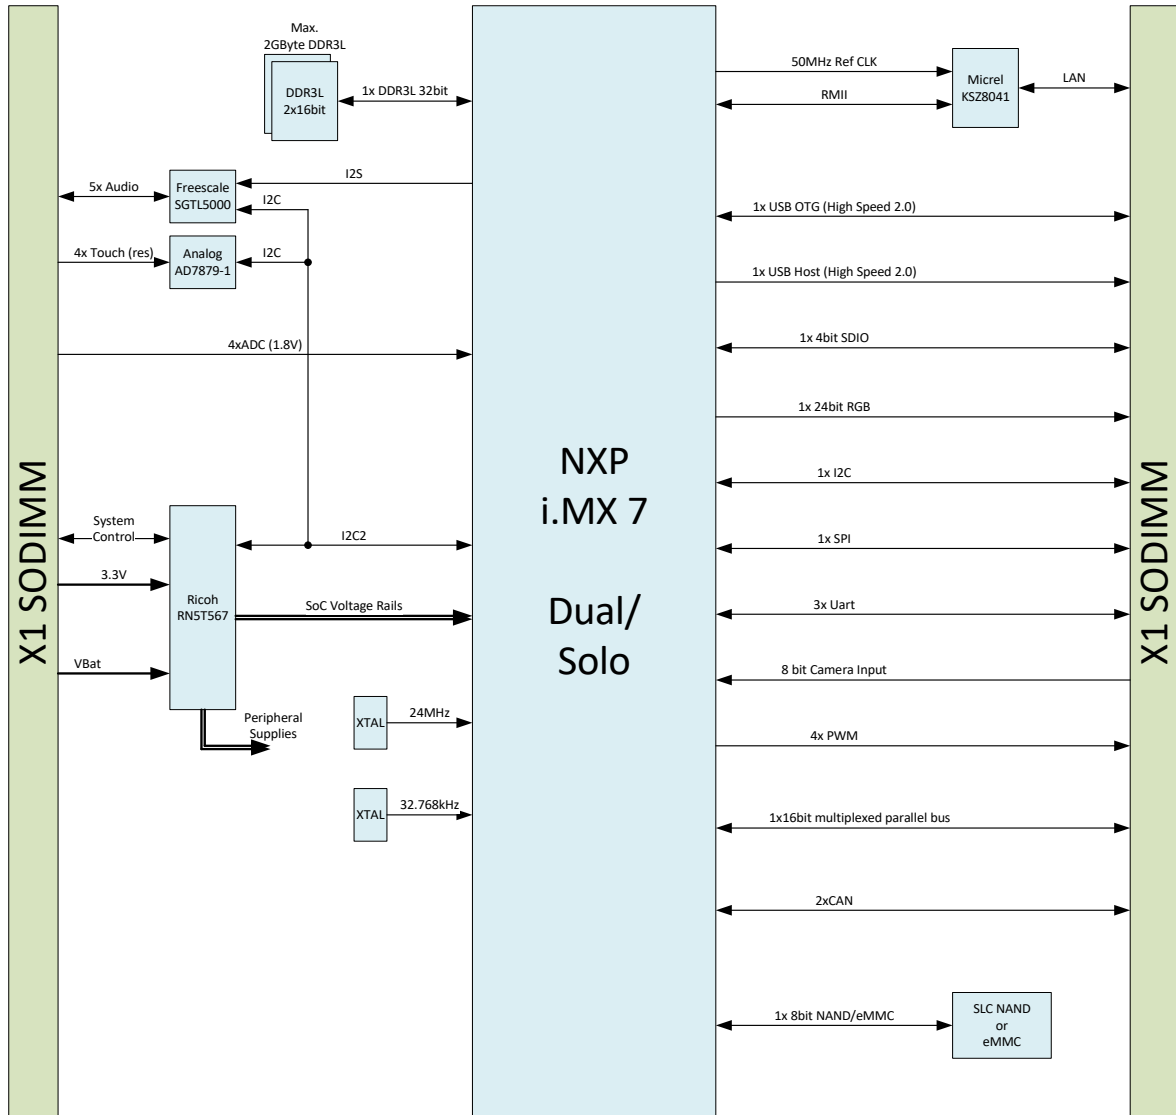 Max.
2GByte DDR3L
DDR3L
2x16bit
1x DDR3L 32bit
50MHz Ref CLK
RMII
Micrel
KSZ8041
LAN
5x Audio
Freescale
SGTL5000
I2S
I2C
4x Touch (res)
Analog
AD7879-1
I2C
4xADC (1.8V)
X1 SODIMM
System
Control
3.3V
VBat
Ricoh
RN5T567
I2C2
SoC Voltage Rails
Peripheral
Supplies
XTAL
24MHz
XTAL
32.768kHz
NXP
i.MX 7
Dual/
Solo
1x USB OTG (High Speed 2.0)
1x USB Host (High Speed 2.0)
1x 4bit SDIO
1x 24bit RGB
1x I2C
1x SPI
3x Uart
8 bit Camera Input
4x PWM
1x16bit multiplexed parallel bus
2xCAN
1x 8bit NAND/eMMC
SLC NAND
or
eMMC
X1 SODIMM